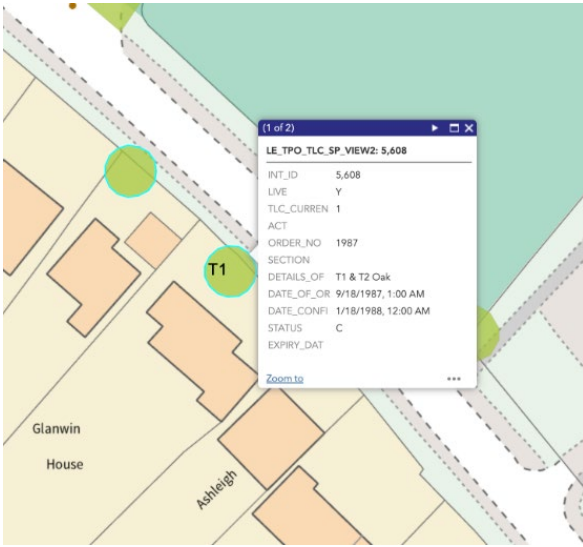 (1 of 2)
LE_TPO_TLC_SP_VIEW2: 5,608
INT_ID 5,608
LIVE Y
TLC_CURREN 1
ACT
ORDER_NO 1987
SECTION
DETAILS_OF T1 & T2 Oak
DATE_OF_OR 9/18/1987, 1:00 AM
DATE_CONFI 1/18/1988, 12:00 AM
STATUS C
EXPIRY_DAT
Zoom to
T1
Glanwin
House
Ashleigh